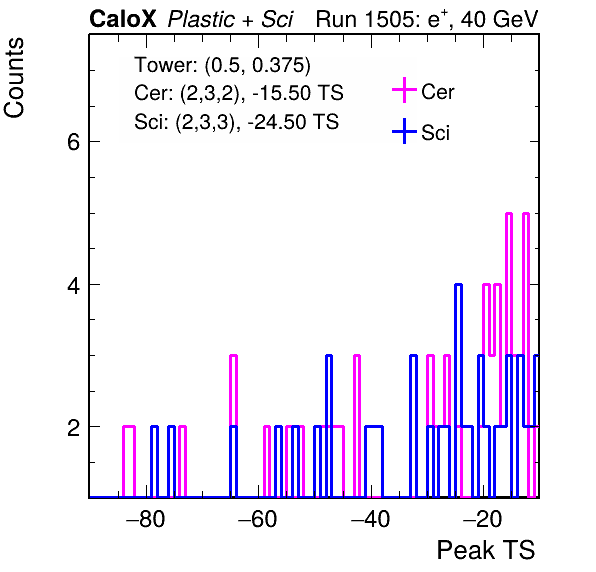 CaloX Plastic + Sci Run 1505: e⁺, 40 GeV
Counts
Tower: (0.5, 0.375)
Cer: (2,3,2), -15.50 TS
Sci: (2,3,3), -24.50 TS
Cer
Sci
6
4
2
−80 −60 −40 −20
Peak TS